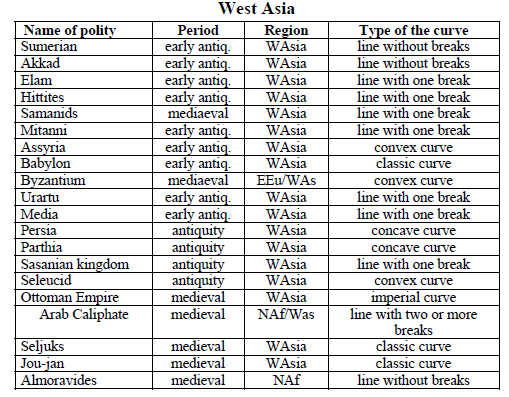 West Asia
Name of polity Period Region Type of the curve
Sumerian early antiq. WAsia line without breaks
Akkad early antiq. WAsia line without breaks
Elam early antiq. WAsia line with one break
Hittites early antiq. WAsia line with one break
Samanids mediaeval WAsia line with one break
Mitanni early antiq. WAsia line with one break
Assyria early antiq. WAsia convex curve
Babylon early antiq. WAsia classic curve
Byzantium mediaeval EEu/WAs convex curve
Urartu early antiq. WAsia line with one break
Media early antiq. WAsia line with one break
Persia antiquity WAsia concave curve
Parthia antiquity WAsia concave curve
Sasanian kingdom antiquity WAsia line with one break
Seleucid antiquity WAsia convex curve
Ottoman Empire medieval WAsia imperial curve
Arab Caliphate medieval NAf/Was line with two or more
breaks
Seljuks medieval WAsia classic curve
Jou-jan medieval WAsia classic curve
Almoravides medieval NAf line without breaks